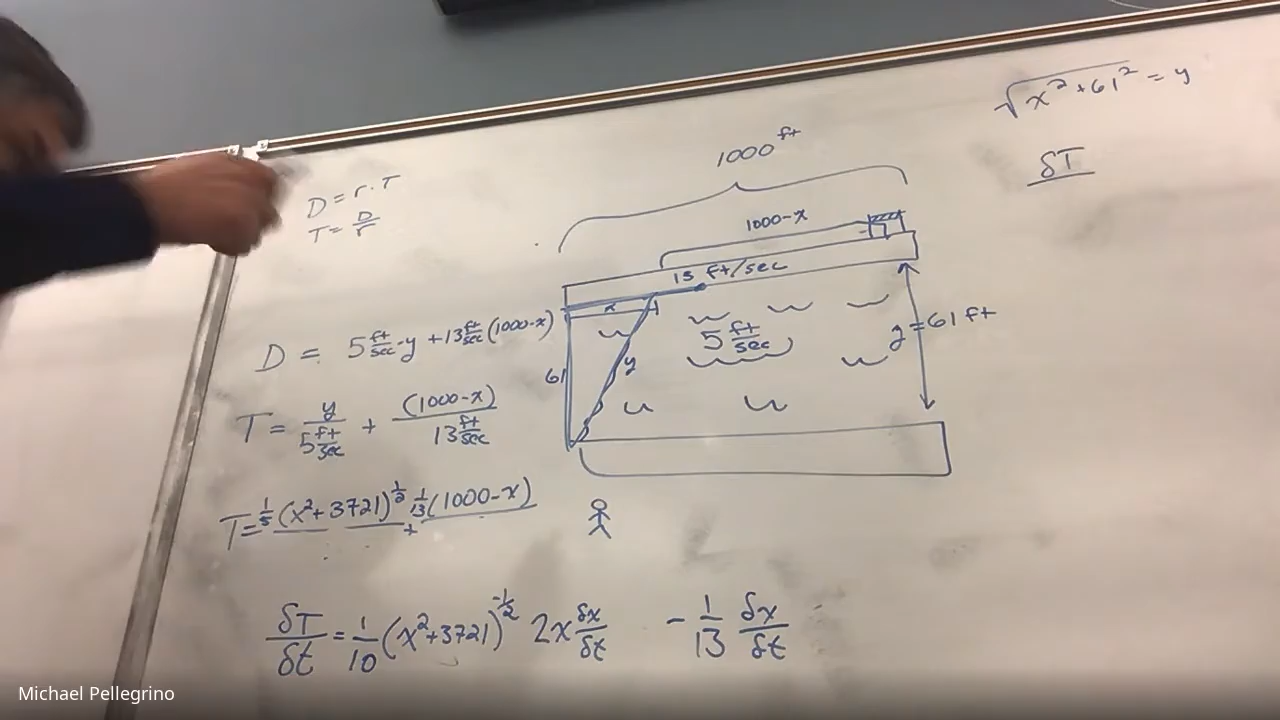 √x²+61² = y
δT
1000 ft
D = r·T
T = D/r
1000-x
13 ft/sec
x
5 ft/sec
y = 61 ft
61
y
D = 5 ft/sec·y + 13 ft/sec (1000-x)
T = y/5 ft/sec + (1000-x)/13 ft/sec
T = 1/5 (x²+3721)^1/2 + 1/13 (1000-x)
δT/δt = 1/10 (x²+3721)^-1/2 2x δx/δt - 1/13 δx/δt
Michael Pellegrino